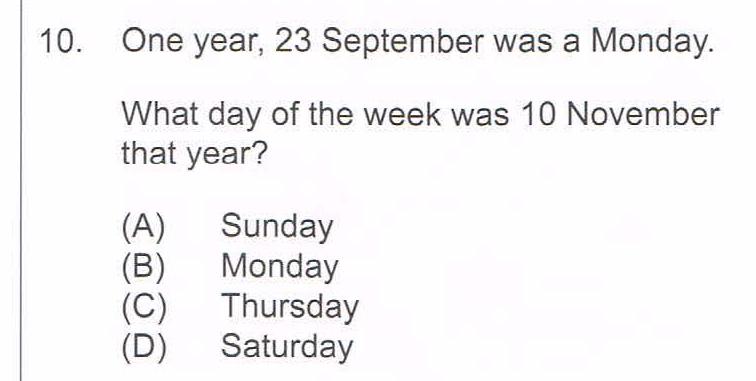 10. One year, 23 September was a Monday.
What day of the week was 10 November
that year?
(A) Sunday
(B) Monday
(C) Thursday
(D) Saturday